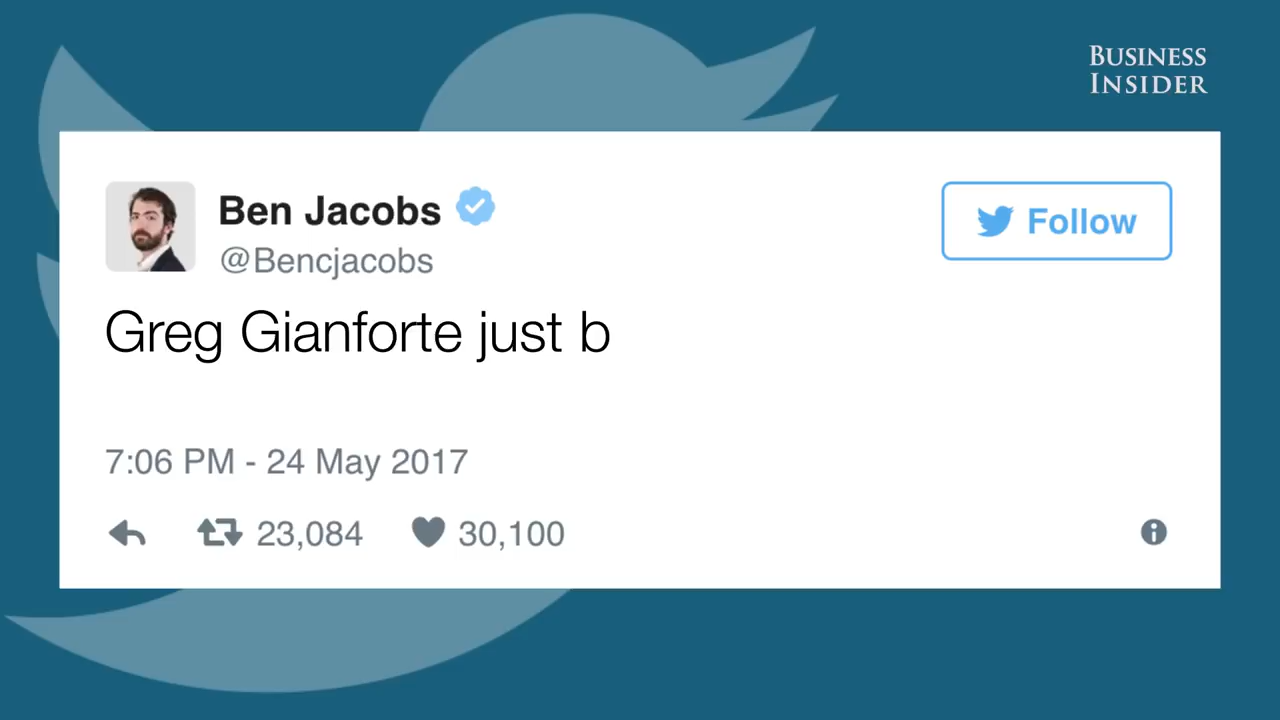 BUSINESS
INSIDER
Ben Jacobs
@Bencjacobs
Follow
Greg Gianforte just b
7:06 PM - 24 May 2017
23,084 30,100